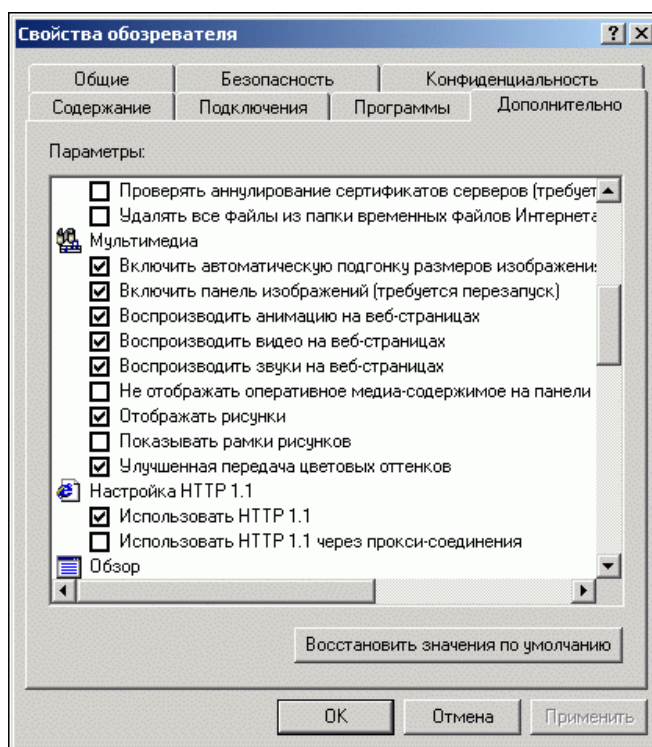 Свойства обозревателя
Общие Безопасность Конфиденциальность
Содержание Подключения Программы Дополнительно
Параметры:
Проверять аннулирование сертификатов серверов (требует
Удалять все файлы из папки временных файлов Интернета
Мультимедиа
Включить автоматическую подгонку размеров изображени
Включить панель изображений (требуется перезапуск)
Воспроизводить анимацию на веб-страницах
Воспроизводить видео на веб-страницах
Воспроизводить звуки на веб-страницах
Не отображать оперативное медиа-содержимое на панели
Отображать рисунки
Показывать рамки рисунков
Улучшенная передача цветовых оттенков
Настройка HTTP 1.1
Использовать HTTP 1.1
Использовать HTTP 1.1 через прокси-соединения
Обзор
Восстановить значения по умолчанию
OK Отмена Применить